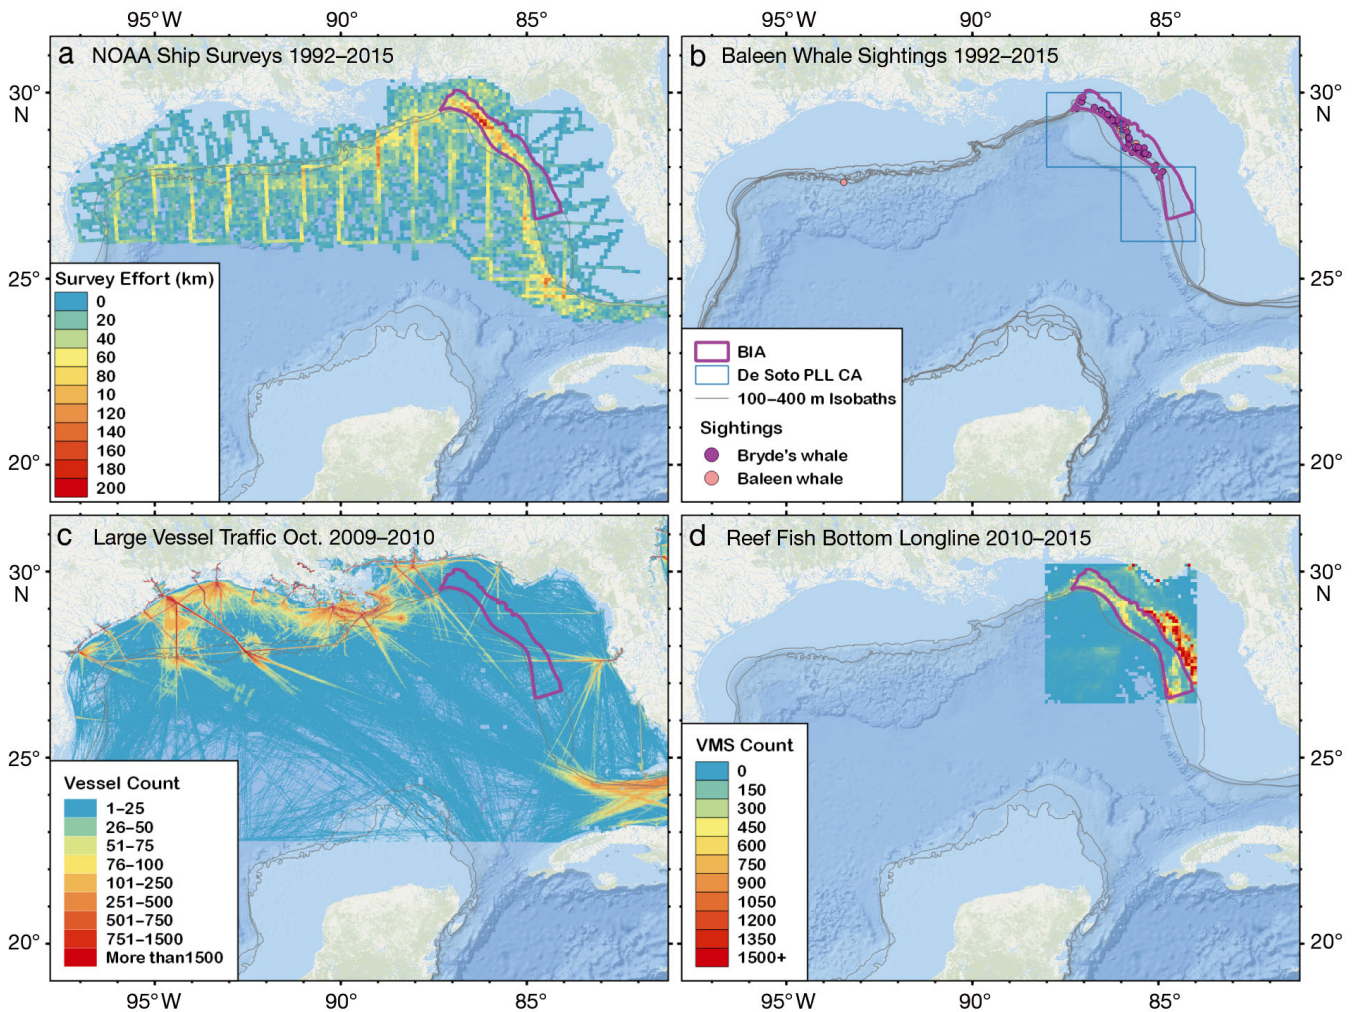 95°W 90° 85° 95°W 90° 85°
a NOAA Ship Surveys 1992–2015
b Baleen Whale Sightings 1992–2015
30°
N
25°
20°
30°
N
25°
20°
Survey Effort (km)
0
20
40
60
80
10
120
140
160
180
200
BIA
De Soto PLL CA
100–400 m Isobaths
Sightings
Bryde's whale
Baleen whale
c Large Vessel Traffic Oct. 2009–2010
d Reef Fish Bottom Longline 2010–2015
30°
N
25°
20°
30°
N
25°
20°
Vessel Count
1–25
26–50
51–75
76–100
101–250
251–500
501–750
751–1500
More than1500
VMS Count
0
150
300
450
600
750
900
1050
1200
1350
1500+
95°W 90° 85° 95°W 90° 85°